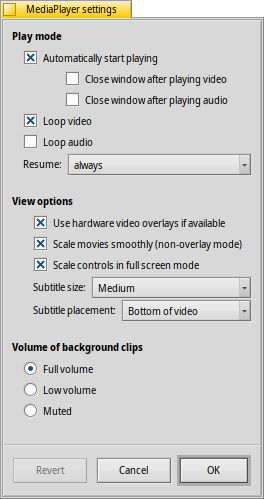 MediaPlayer settings
Play mode
Automatically start playing
Close window after playing video
Close window after playing audio
Loop video
Loop audio
Resume: always
View options
Use hardware video overlays if available
Scale movies smoothly (non-overlay mode)
Scale controls in full screen mode
Subtitle size: Medium
Subtitle placement: Bottom of video
Volume of background clips
Full volume
Low volume
Muted
Revert Cancel OK